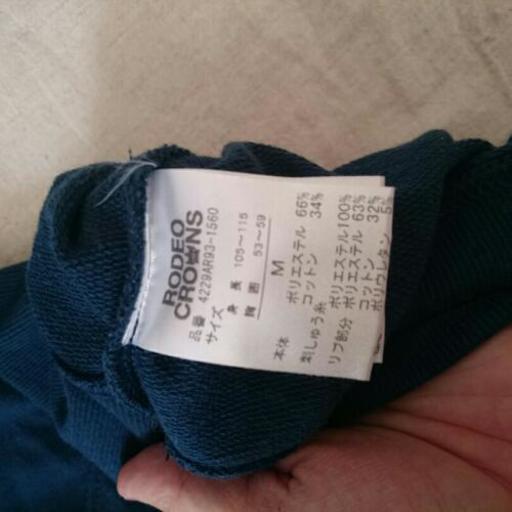 RODEO
CROWNS
品番 4229AR93-1560
サイズ
身 長 105〜115
胸 囲 53〜59
M
本体 ポリエステル 66%
コットン 34%
刺しゅう糸 ポリエステル100%
リブ部分 ポリエステル 63%
コットン 32%
ポリウレタン 5%